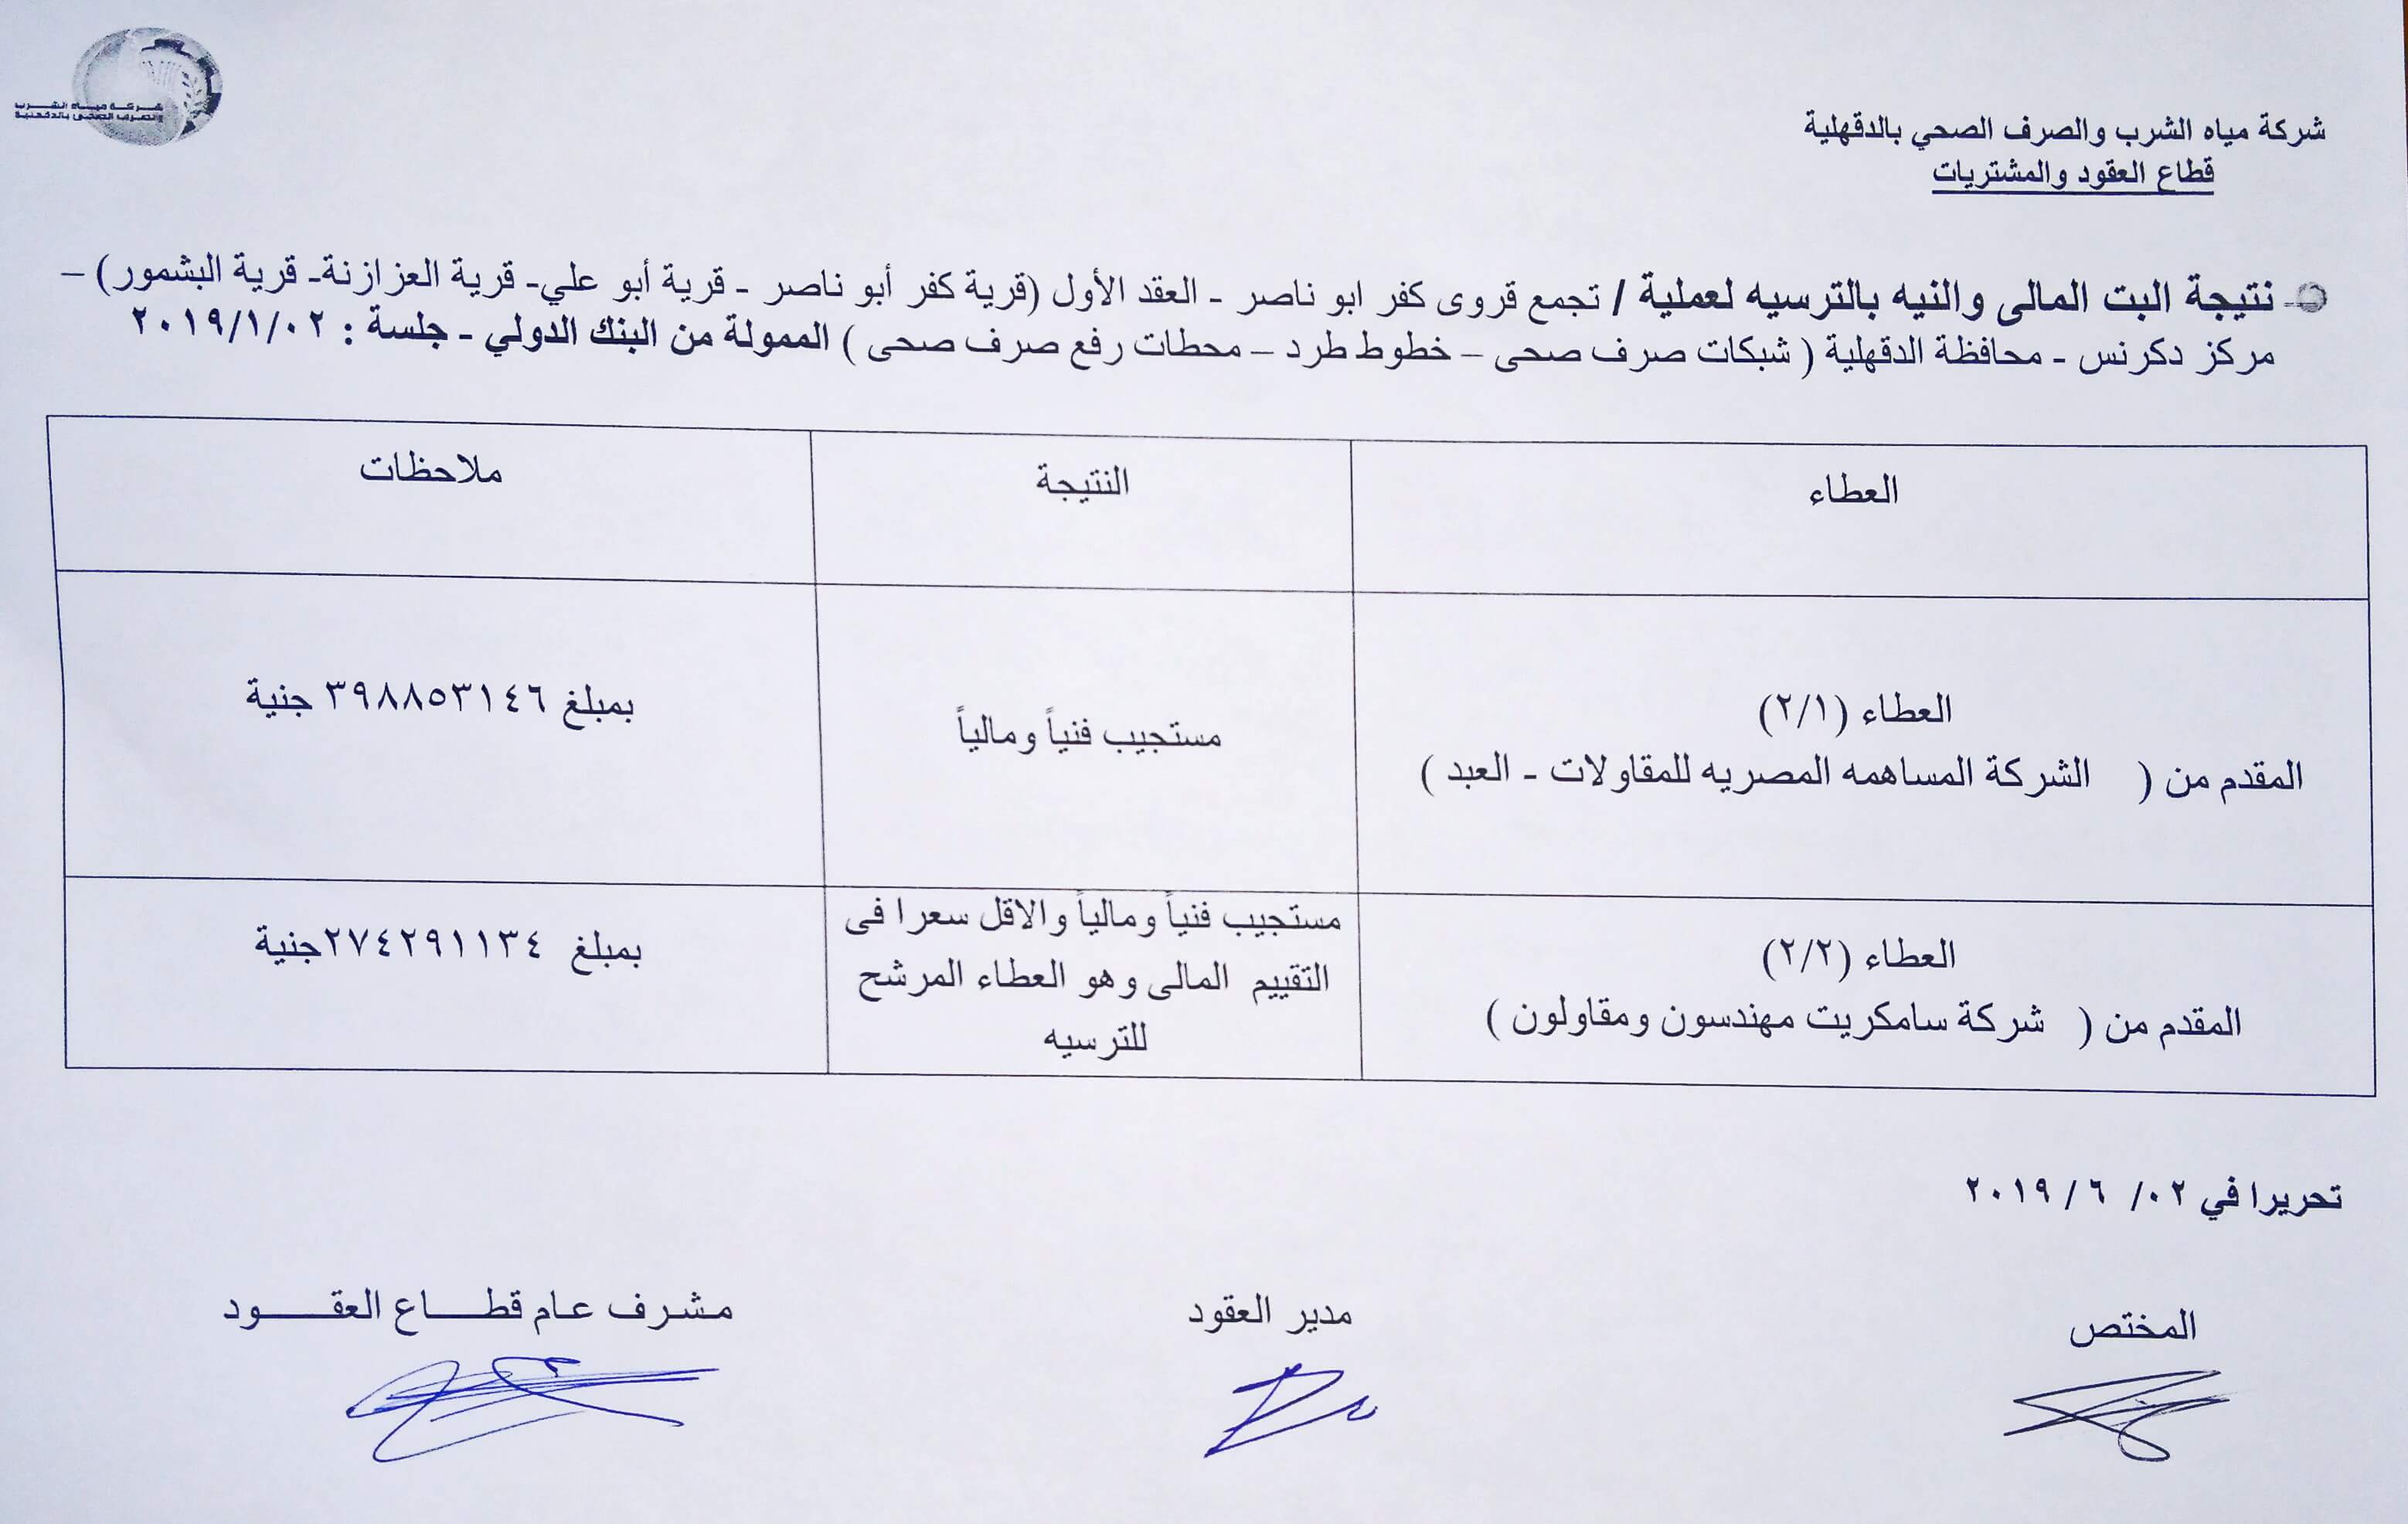 شركة مياه الشرب
والصرف الصحى بالدقهلية
شركة مياه الشرب والصرف الصحي بالدقهلية
قطاع العقود والمشتريات
نتيجة البت المالى والنيه بالترسيه لعملية / تجمع قروى كفر ابو ناصر - العقد الأول (قرية كفر أبو ناصر - قرية أبو علي- قرية العزازنة- قرية البشمور) –
مركز دكرنس - محافظة الدقهلية ( شبكات صرف صحى – خطوط طرد – محطات رفع صرف صحى ) الممولة من البنك الدولي - جلسة : ٢٠١٩/١/٠٢
العطاء
النتيجة
ملاحظات
العطاء (٢/١)
المقدم من ( الشركة المساهمه المصريه للمقاولات - العبد )
مستجيب فنياً ومالياً
بمبلغ ٣٩٨٨٥٣١٤٦ جنية
العطاء (٢/٢)
المقدم من ( شركة سامكريت مهندسون ومقاولون )
مستجيب فنياً ومالياً والاقل سعرا فى
التقييم المالى وهو العطاء المرشح
للترسيه
بمبلغ ٢٧٤٢٩١١٣٤جنية
تحريرا في ٠٢/ ٦ / ٢٠١٩
المختص
مدير العقود
مشرف عام قطـــاع العقــــود